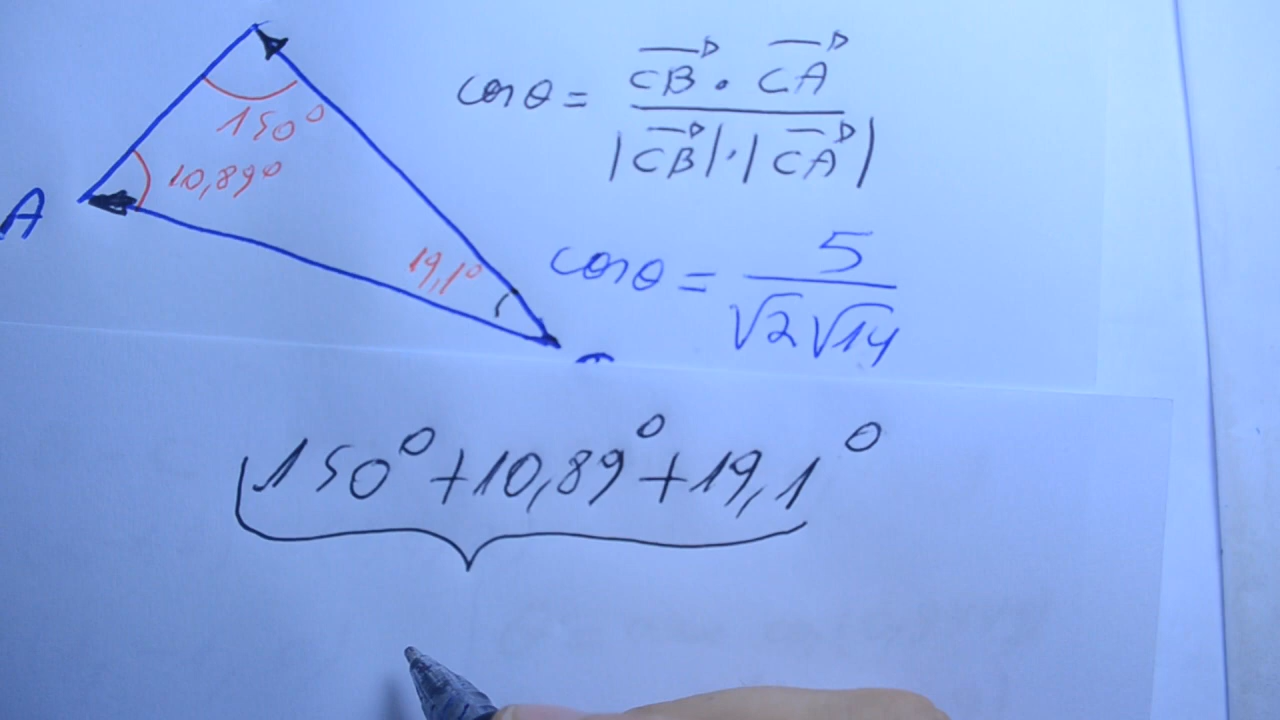 150°
10,89°
A
19,1°
cos θ = CB⃗ · CA⃗ / |CB⃗| · |CA⃗|
cos θ = 5 / √2 √14
150° + 10,89° + 19,1°